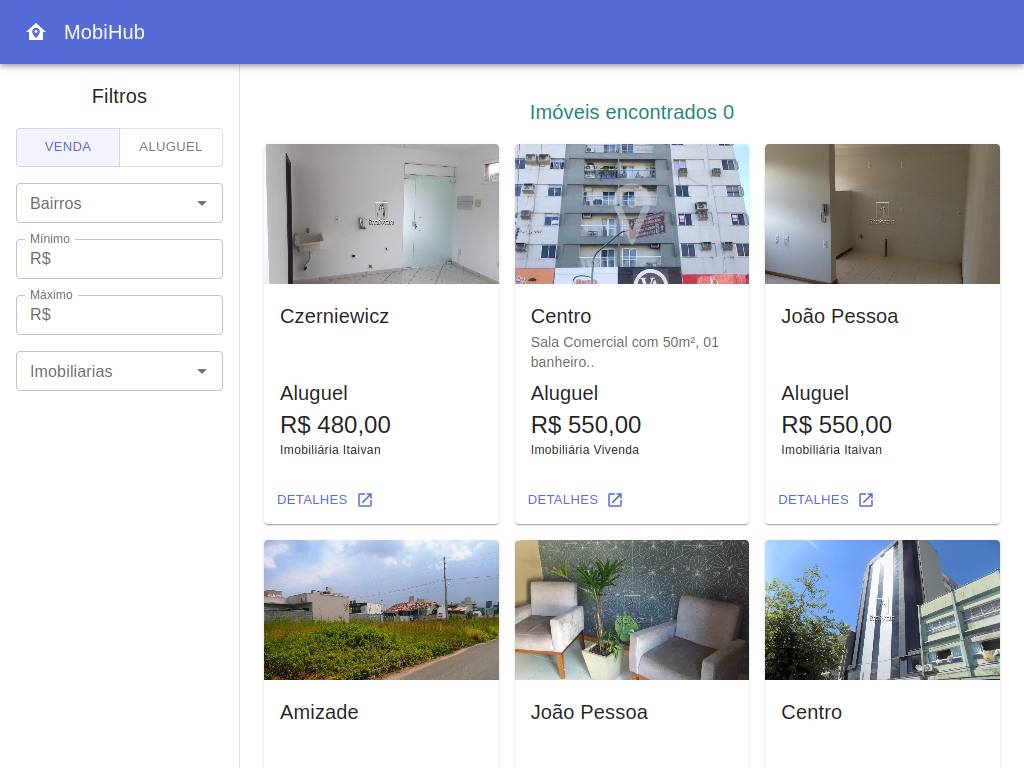 MobiHub
Filtros
VENDA
ALUGUEL
Bairros
Mínimo
R$
Máximo
R$
Imobiliarias
Imóveis encontrados 0
Czerniewicz
Aluguel
R$ 480,00
Imobiliária Itaivan
DETALHES
Centro
Sala Comercial com 50m², 01
banheiro..
Aluguel
R$ 550,00
Imobiliária Vivenda
DETALHES
João Pessoa
Aluguel
R$ 550,00
Imobiliária Itaivan
DETALHES
Amizade
João Pessoa
Centro